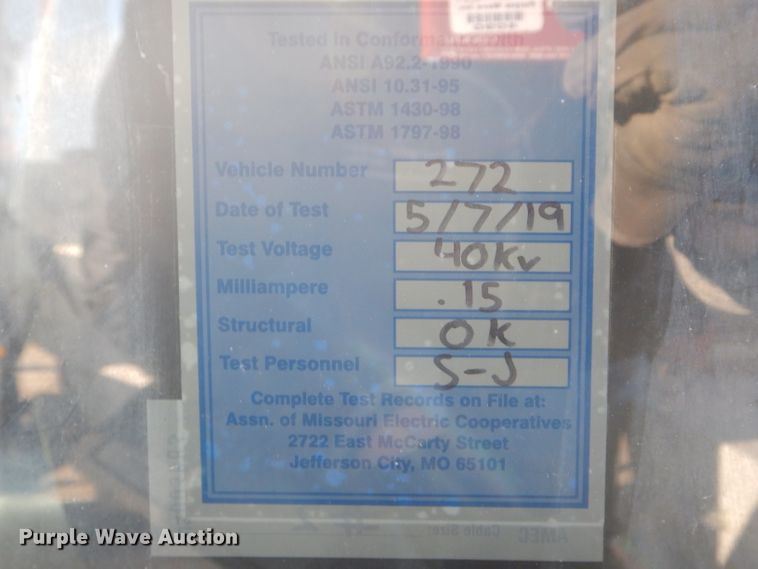 Tested in Conformance with
ANSI A92.2-1990
ANSI 10.31-95
ASTM 1430-98
ASTM 1797-98
Vehicle Number 272
Date of Test 5/7/19
Test Voltage 40Kv
Milliampere .15
Structural OK
Test Personnel S-J
Complete Test Records on File at:
Assn. of Missouri Electric Cooperatives
2722 East McCarty Street
Jefferson City, MO 65101
AMEC Cable Size:
Purple Wave Auction®